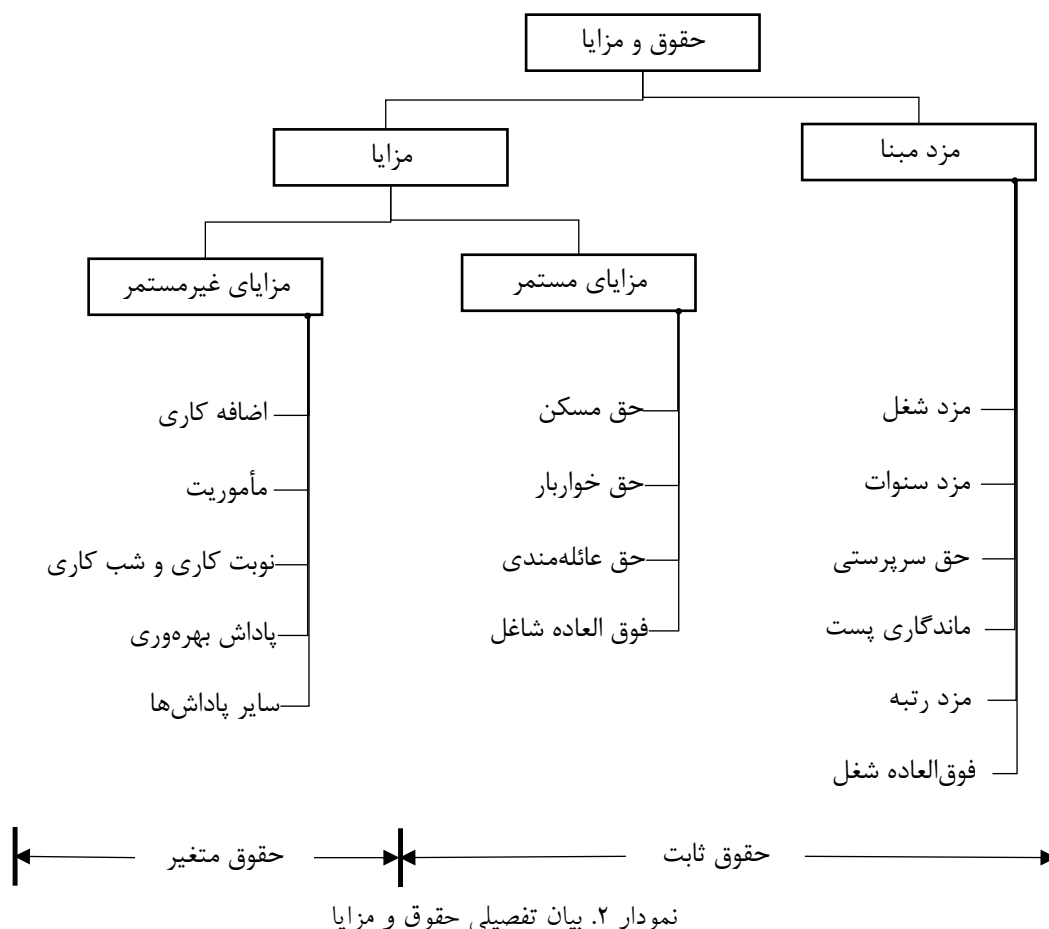 حقوق و مزایا
مزد مبنا
مزایا
مزایای مستمر
مزایای غیرمستمر
مزد شغل
مزد سنوات
حق سرپرستی
ماندگاری پست
مزد رتبه
فوق‌العاده شغل
حق مسکن
حق خواربار
حق عائله‌مندی
فوق العاده شاغل
اضافه کاری
مأموریت
نوبت کاری و شب کاری
پاداش بهره‌وری
سایر پاداش‌ها
حقوق ثابت
حقوق متغیر
نمودار ۲. بیان تفصیلی حقوق و مزایا